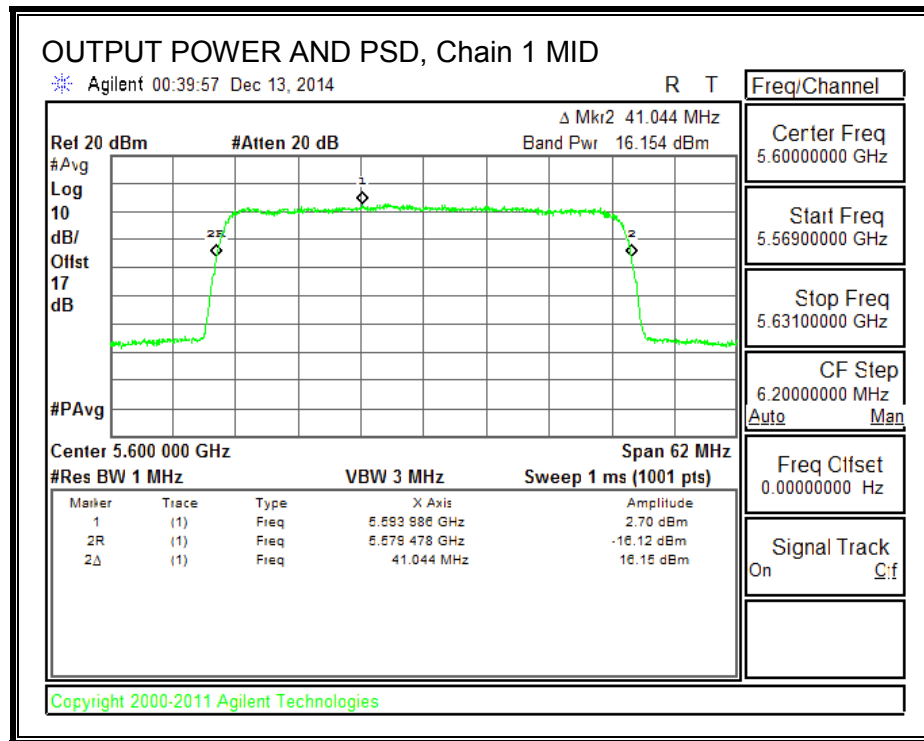 OUTPUT POWER AND PSD, Chain 1 MID
Agilent 00:39:57 Dec 13, 2014 R T
Δ Mkr2 41.044 MHz
Ref 20 dBm #Atten 20 dB Band Pwr 16.154 dBm
#Avg
Log
10
dB/
Offst
17
dB
#PAvg
1
2R
2
Center 5.600 000 GHz Span 62 MHz
#Res BW 1 MHz VBW 3 MHz Sweep 1 ms (1001 pts)
Marker Trace Type X Axis Amplitude
1 (1) Freq 5.593 986 GHz 2.70 dBm
2R (1) Freq 5.579 478 GHz -16.12 dBm
2Δ (1) Freq 41.044 MHz 16.15 dBm
Copyright 2000-2011 Agilent Technologies
Freq/Channel
Center Freq
5.60000000 GHz
Start Freq
5.56900000 GHz
Stop Freq
5.63100000 GHz
CF Step
6.20000000 MHz
Auto Man
Freq Offset
0.00000000 Hz
Signal Track
On Off